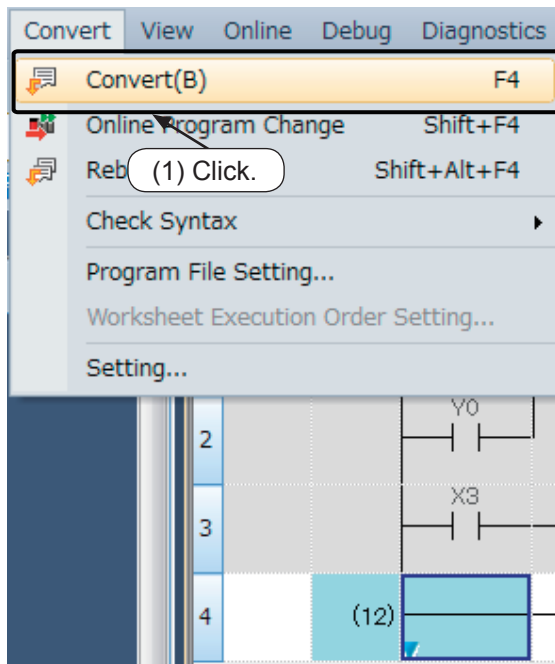 Convert View Online Debug Diagnostics
Convert(B) F4
Online Program Change Shift+F4
(1) Click.
Reb Shift+Alt+F4
Check Syntax
Program File Setting...
Worksheet Execution Order Setting...
Setting...
Y0
2
X3
3
4 (12)